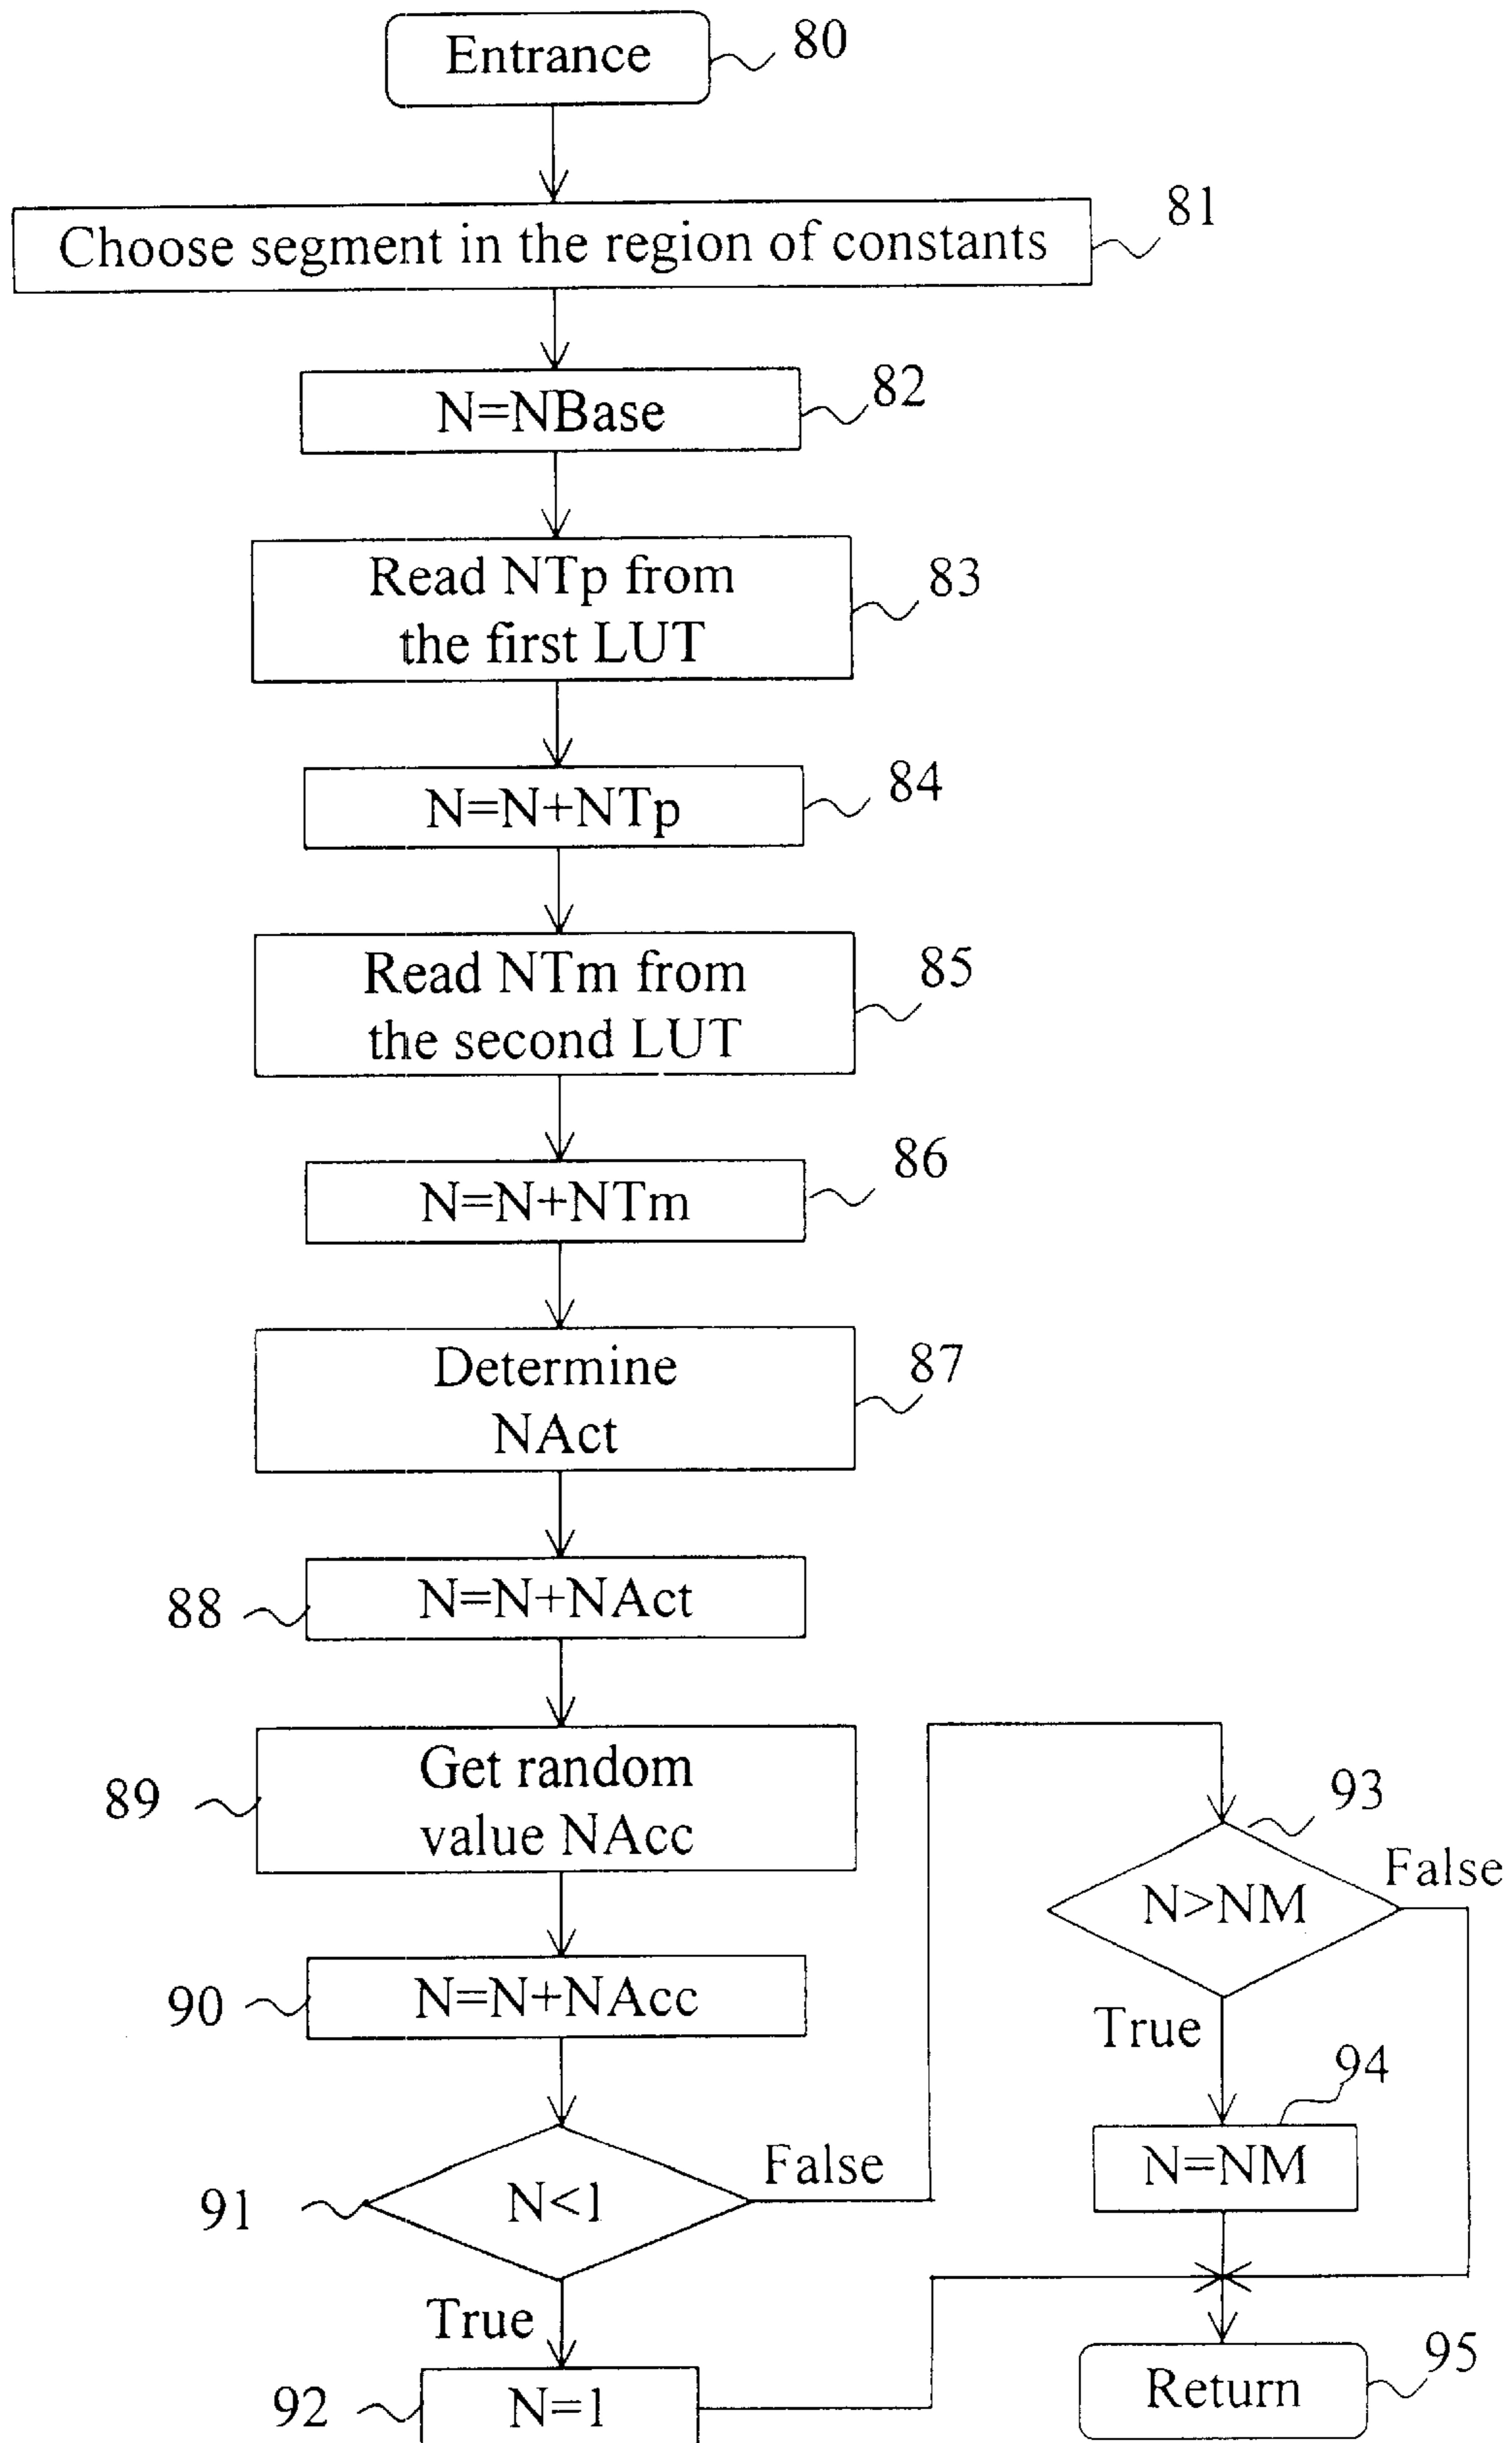 Entrance
80
Choose segment in the region of constants
81
N=NBase
82
Read NTp from
the first LUT
83
N=N+NTp
84
Read NTm from
the second LUT
85
N=N+NTm
86
Determine
NAct
87
88
N=N+NAct
89
Get random
value NAcc
90
N=N+NAcc
91
N<1
False
True
92
N=1
93
N>NM
False
True
94
N=NM
Return
95